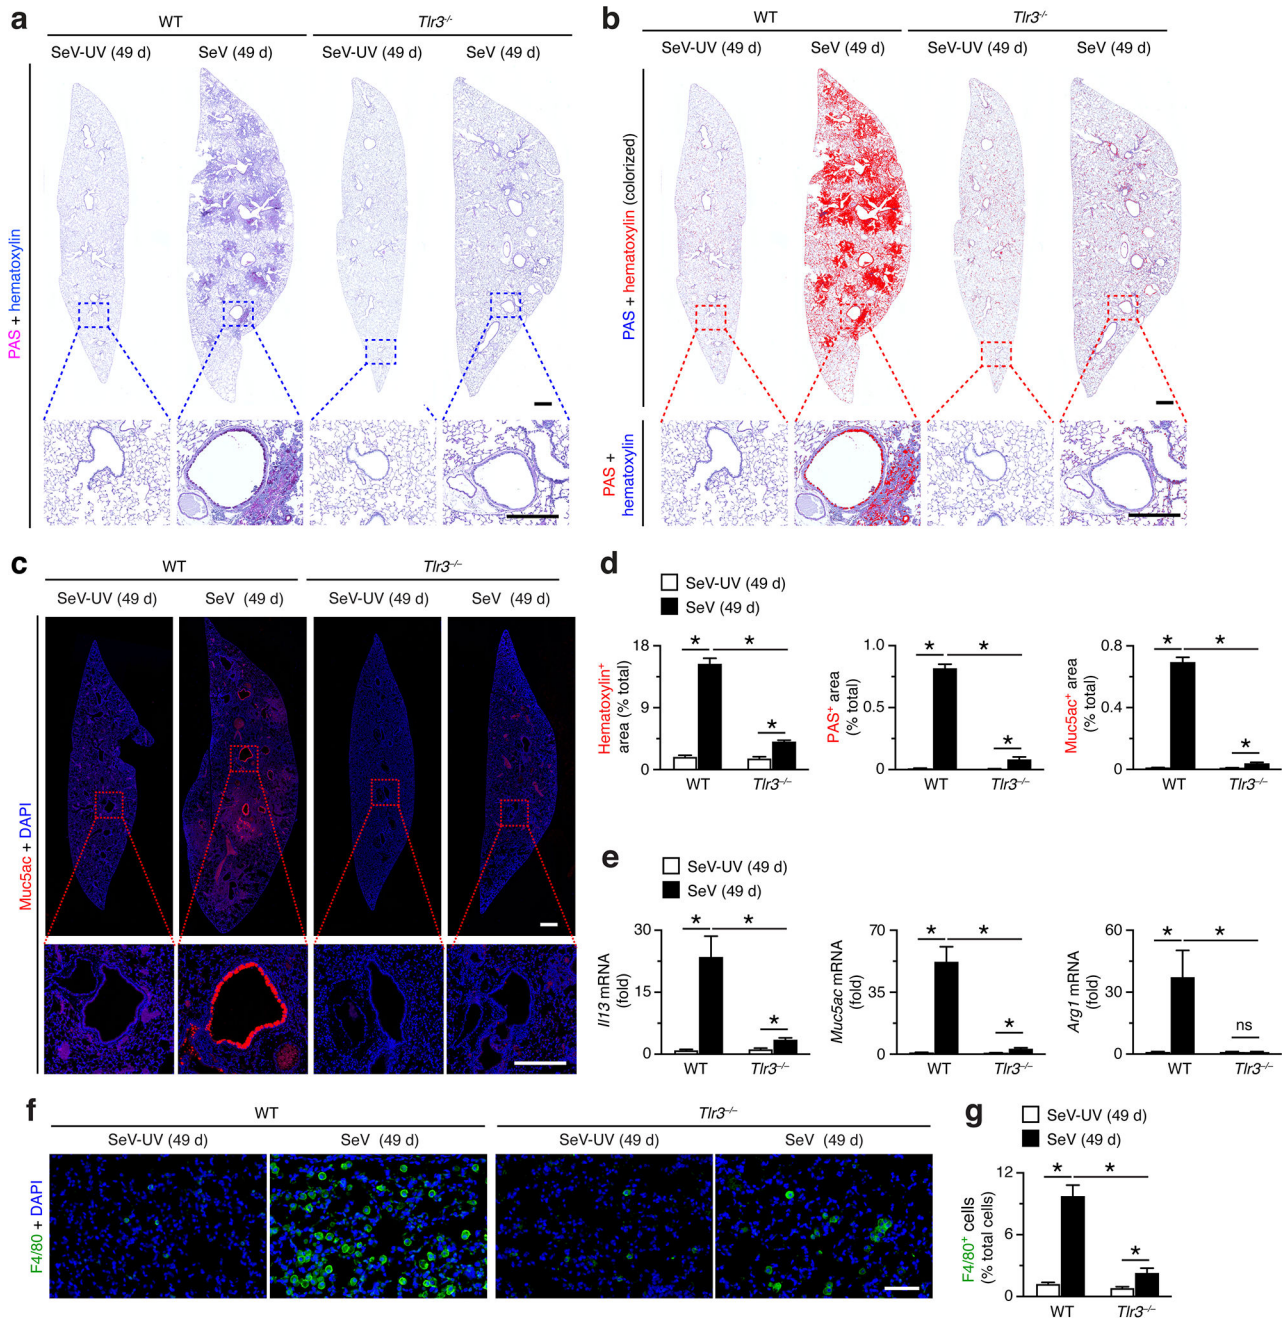 a
WT
Tlr3-/-
SeV-UV (49 d)
SeV (49 d)
SeV-UV (49 d)
SeV (49 d)
PAS + hematoxylin
b
WT
Tlr3-/-
SeV-UV (49 d)
SeV (49 d)
SeV-UV (49 d)
SeV (49 d)
PAS + hematoxylin (colorized)
PAS +
hematoxylin
c
WT
Tlr3–/–
SeV-UV (49 d)
SeV (49 d)
SeV-UV (49 d)
SeV (49 d)
Muc5ac + DAPI
d
SeV-UV (49 d)
SeV (49 d)
Hematoxylin+
area (% total)
18
9
0
*
*
*
WT
Tlr3–/–
PAS+ area
(% total)
1.0
0.5
0
*
*
*
WT
Tlr3–/–
Muc5ac+ area
(% total)
0.8
0.4
0
*
*
*
WT
Tlr3–/–
e
SeV-UV (49 d)
SeV (49 d)
Il13 mRNA
(fold)
30
15
0
*
*
*
WT
Tlr3–/–
Muc5ac mRNA
(fold)
70
35
0
*
*
*
WT
Tlr3–/–
Arg1 mRNA
(fold)
60
30
0
*
*
ns
WT
Tlr3–/–
f
WT
Tlr3–/–
SeV-UV (49 d)
SeV (49 d)
SeV-UV (49 d)
SeV (49 d)
F4/80 + DAPI
g
SeV-UV (49 d)
SeV (49 d)
F4/80+ cells
(% total cells)
12
6
0
*
*
*
WT
Tlr3–/–